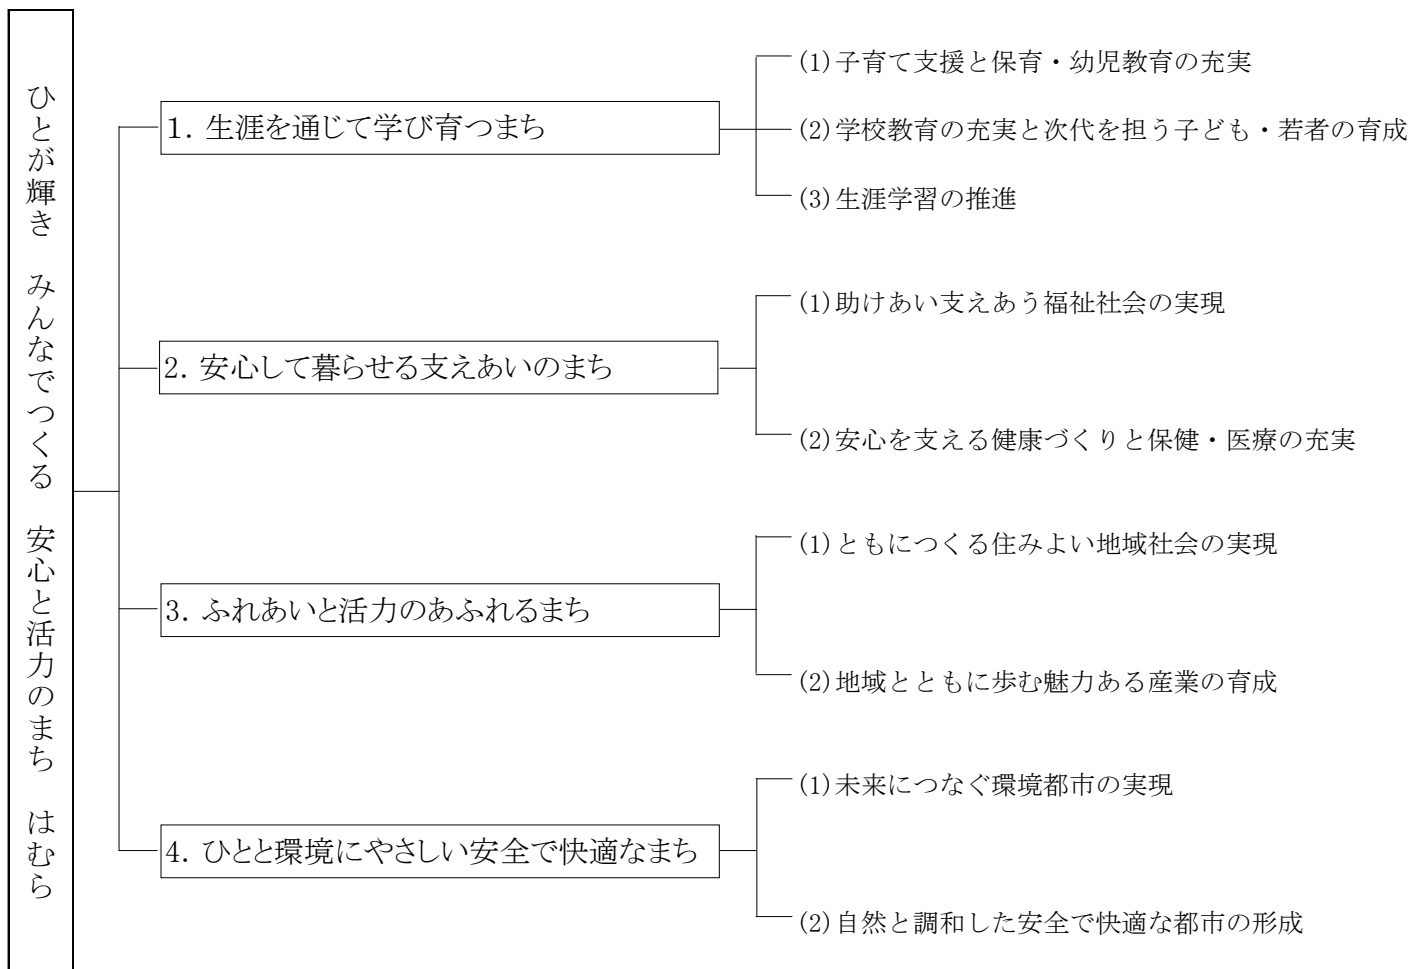 ひとが輝き　みんなでつくる　安心と活力のまち　はむら
1. 生涯を通じて学び育つまち
(1)子育て支援と保育・幼児教育の充実
(2)学校教育の充実と次代を担う子ども・若者の育成
(3)生涯学習の推進
2. 安心して暮らせる支えあいのまち
(1)助けあい支えあう福祉社会の実現
(2)安心を支える健康づくりと保健・医療の充実
3. ふれあいと活力のあふれるまち
(1)ともにつくる住みよい地域社会の実現
(2)地域とともに歩む魅力ある産業の育成
4. ひとと環境にやさしい安全で快適なまち
(1)未来につなぐ環境都市の実現
(2)自然と調和した安全で快適な都市の形成